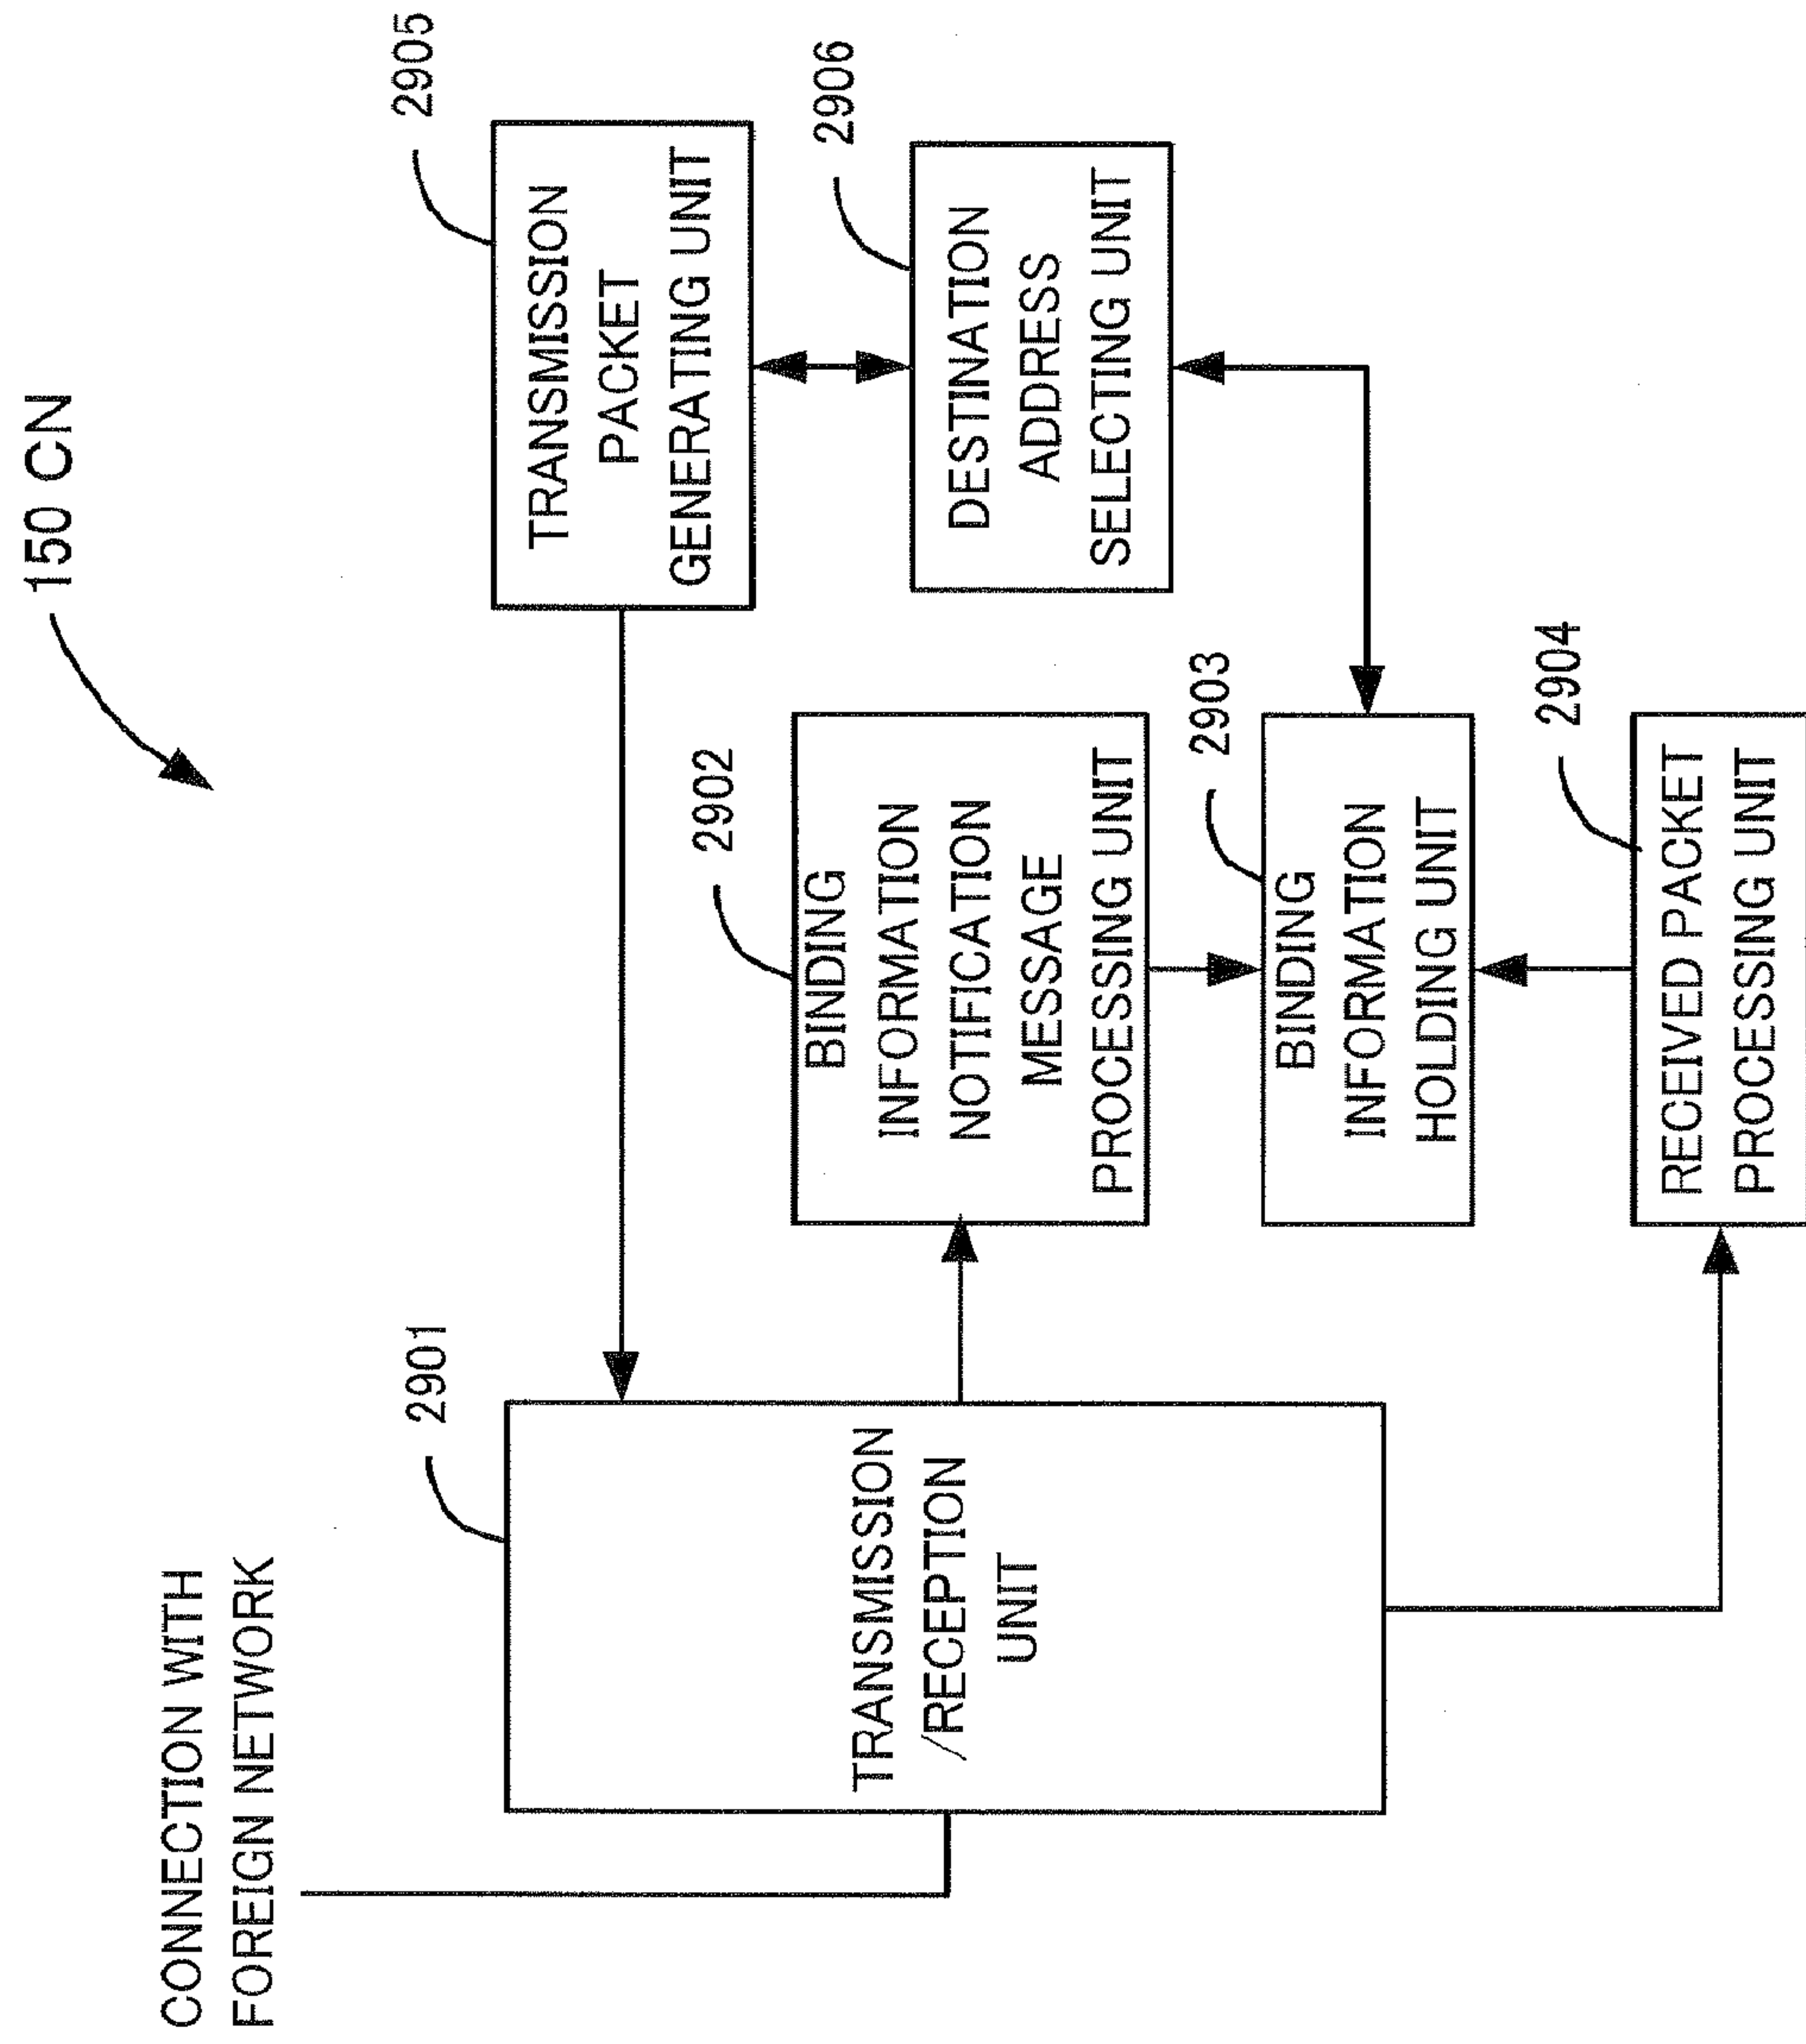 150 CN
CONNECTION WITH
FOREIGN NETWORK
2901
TRANSMISSION
/RECEPTION
UNIT
2902
BINDING
INFORMATION
NOTIFICATION
MESSAGE
PROCESSING UNIT
2903
BINDING
INFORMATION
HOLDING UNIT
2904
RECEIVED PACKET
PROCESSING UNIT
2905
TRANSMISSION
PACKET
GENERATING UNIT
2906
DESTINATION
ADDRESS
SELECTING UNIT